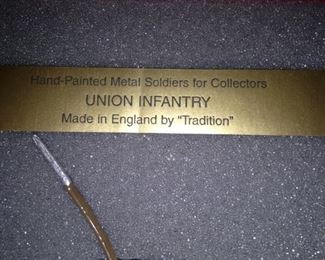 Hand-Painted Metal Soldiers for Collectors
UNION INFANTRY
Made in England by "Tradition"